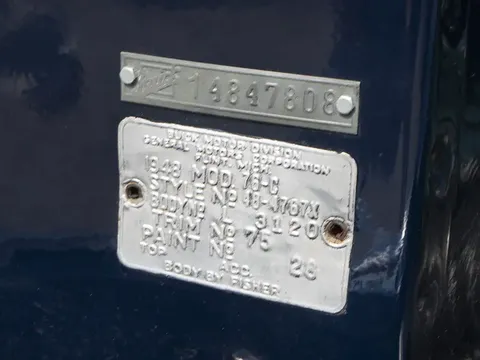 Buick 14847808
BUICK MOTOR DIVISION
GENERAL MOTORS CORPORATION
FLINT, MICH.
1948 MOD. 76-C
STYLE Nº 48-4767X
BODY Nº L 3120
TRIM Nº 75
PAINT Nº 28
TOP ACC.
BODY BY FISHER